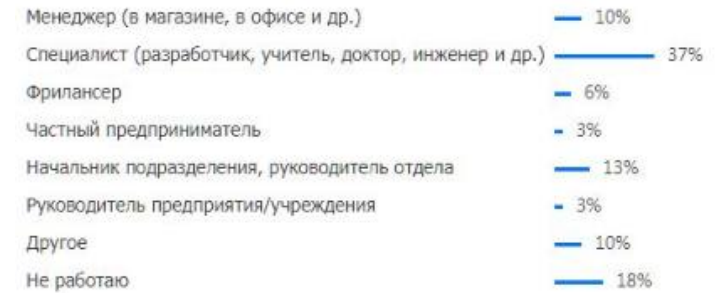 Менеджер (в магазине, в офисе и др.) 10%
Специалист (разработчик, учитель, доктор, инженер и др.) 37%
Фрилансер 6%
Частный предприниматель 3%
Начальник подразделения, руководитель отдела 13%
Руководитель предприятия/учреждения 3%
Другое 10%
Не работаю 18%